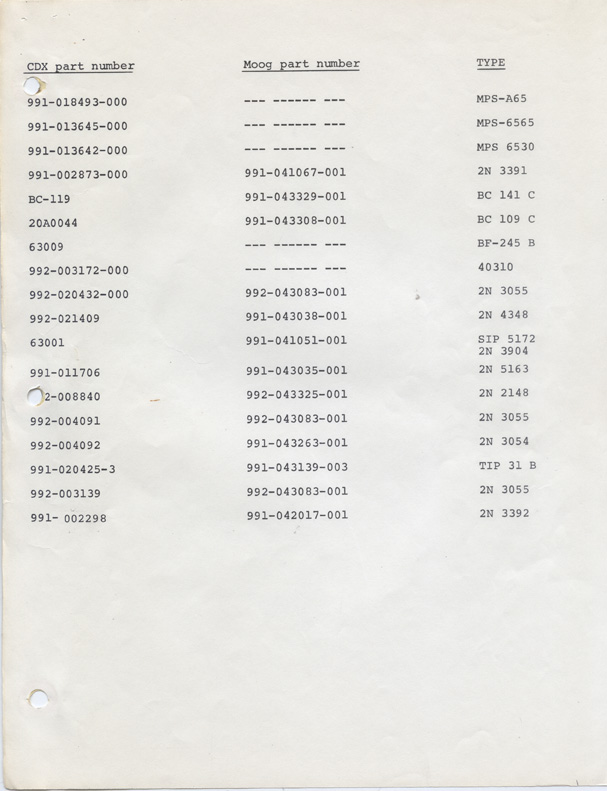 CDX part number Moog part number TYPE
991-018493-000 --- ------ --- MPS-A65
991-013645-000 --- ------ --- MPS-6565
991-013642-000 --- ------ --- MPS 6530
991-002873-000 991-041067-001 2N 3391
BC-119 991-043329-001 BC 141 C
20A0044 991-043308-001 BC 109 C
63009 --- ------ --- BF-245 B
992-003172-000 --- ------ --- 40310
992-020432-000 992-043083-001 2N 3055
992-021409 991-043038-001 2N 4348
63001 991-041051-001 SIP 5172
2N 3904
991-011706 991-043035-001 2N 5163
2-008840 992-043325-001 2N 2148
992-004091 992-043083-001 2N 3055
992-004092 991-043263-001 2N 3054
991-020425-3 991-043139-003 TIP 31 B
992-003139 992-043083-001 2N 3055
991- 002298 991-042017-001 2N 3392